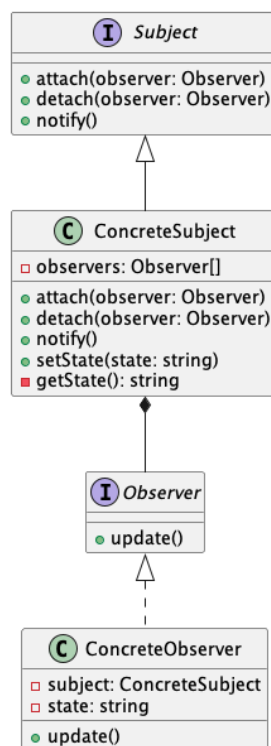 I Subject
attach(observer: Observer)
detach(observer: Observer)
notify()
C ConcreteSubject
observers: Observer[]
attach(observer: Observer)
detach(observer: Observer)
notify()
setState(state: string)
getState(): string
I Observer
update()
C ConcreteObserver
subject: ConcreteSubject
state: string
update()